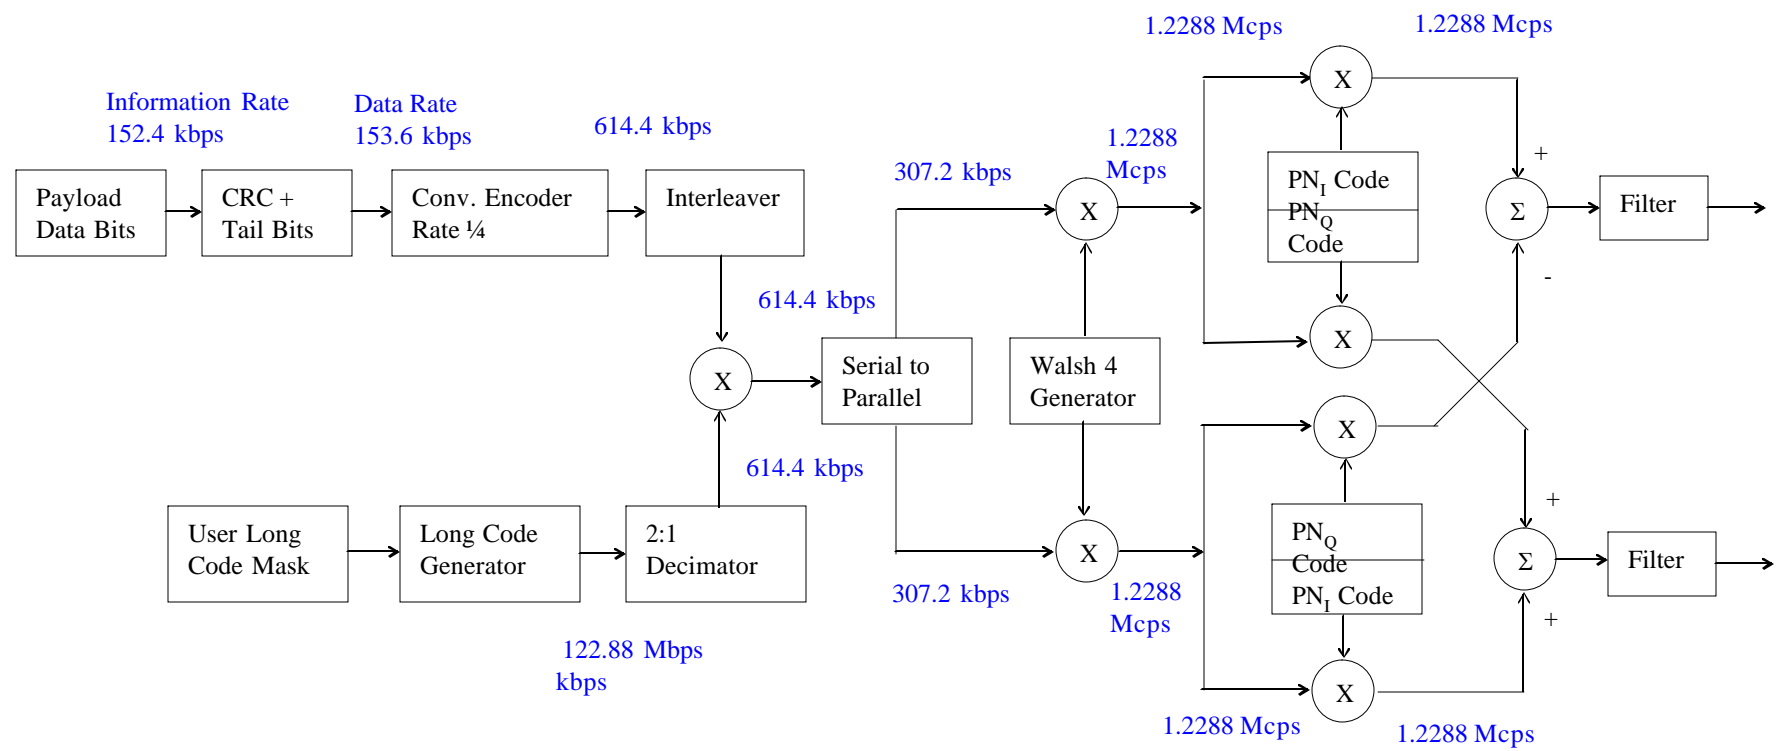 1.2288 Mcps
1.2288 Mcps
X
Information Rate
152.4 kbps
Data Rate
153.6 kbps
614.4 kbps
1.2288
Mcps
307.2 kbps
Payload
Data Bits
CRC +
Tail Bits
Conv. Encoder
Rate ¼
Interleaver
X
PN_I Code
PN_Q
Code
+
Σ
Filter
-
614.4 kbps
X
X
Serial to
Parallel
Walsh 4
Generator
X
614.4 kbps
User Long
Code Mask
Long Code
Generator
2:1
Decimator
X
PN_Q
Code
PN_I Code
+
Σ
Filter
+
307.2 kbps
1.2288
Mcps
122.88 Mbps
kbps
X
1.2288 Mcps
1.2288 Mcps